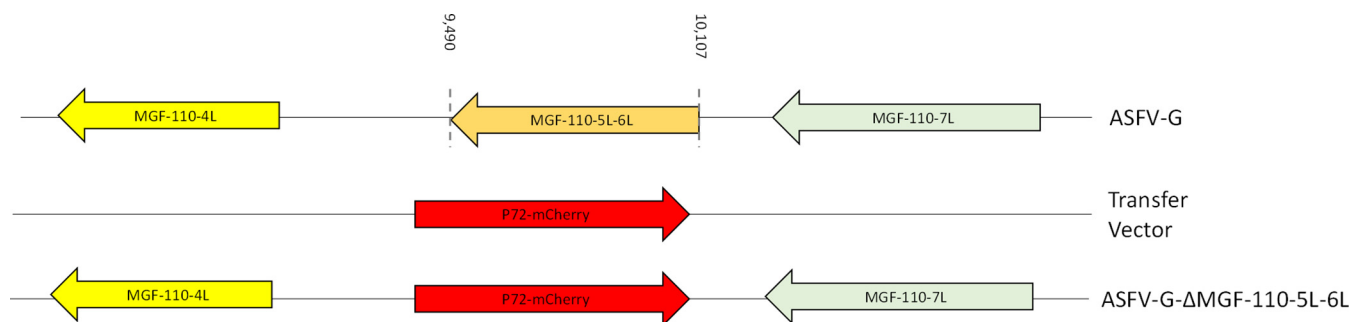 9,490
10,107
MGF-110-4L
MGF-110-5L-6L
MGF-110-7L
ASFV-G
P72-mCherry
Transfer
Vector
MGF-110-4L
P72-mCherry
MGF-110-7L
ASFV-G-ΔMGF-110-5L-6L